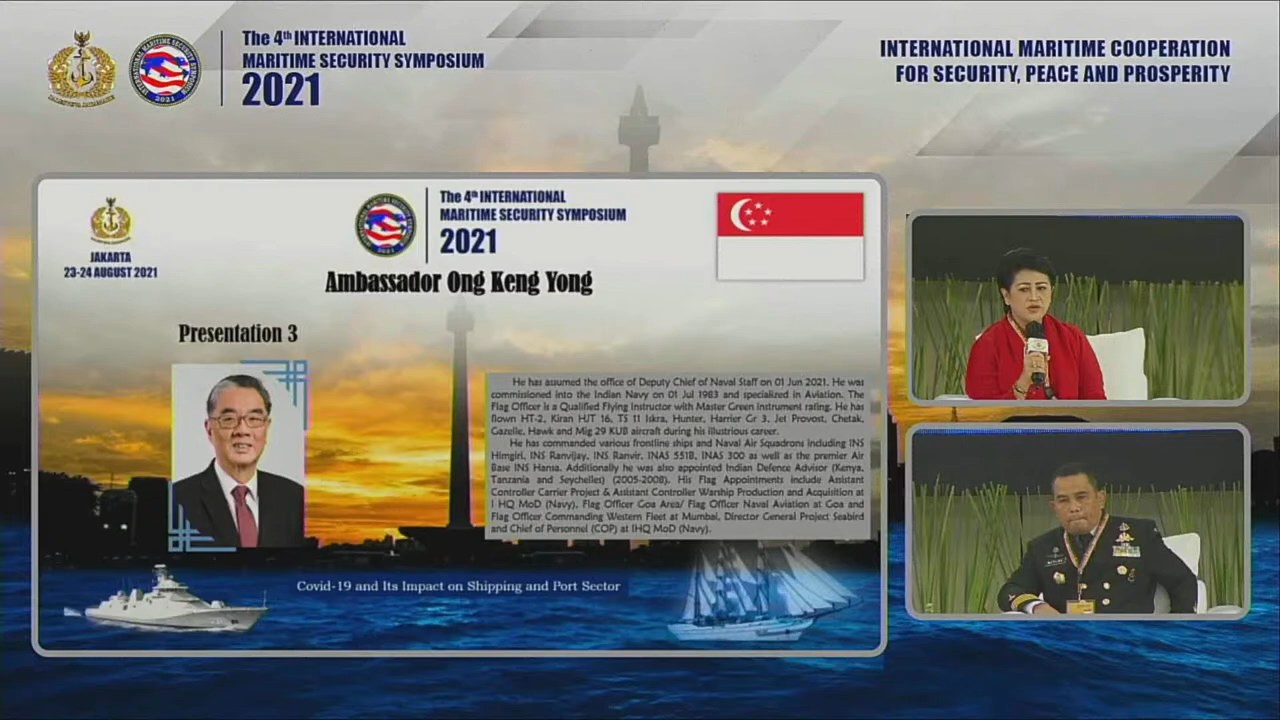 The 4th INTERNATIONAL
MARITIME SECURITY SYMPOSIUM
2021
INTERNATIONAL MARITIME COOPERATION
FOR SECURITY, PEACE AND PROSPERITY
JAKARTA
23-24 AUGUST 2021
The 4th INTERNATIONAL
MARITIME SECURITY SYMPOSIUM
2021
Ambassador Ong Keng Yong
Presentation 3
He has assumed the office of Deputy Chief of Naval Staff on 01 Jun 2021. He was
commissioned into the Indian Navy on 01 Jul 1983 and specialized in Aviation. The
Flag Officer is a Qualified Flying Instructor with Master Green instrument rating. He has
flown HT-2, Kiran HJT 16, TS 11 Iskra, Hunter, Harrier Gr 3, Jet Provost, Chetak,
Gazelle, Hawk and Mig 29 KUB aircraft during his illustrious career.
He has commanded various frontline ships and Naval Air Squadrons including INS
Himgiri, INS Ranvijay, INS Ranvir, INAS 551B, INAS 300 as well as the premier Air
Base INS Hansa. Additionally he was also appointed Indian Defence Advisor (Kenya,
Tanzania and Seychelles) (2005-2008). His Flag Appointments include Assistant
Controller Carrier Project & Assistant Controller Warship Production and Acquisition at
I HQ MoD (Navy), Flag Officer Goa Area/ Flag Officer Naval Aviation at Goa and
Flag Officer Commanding Western Fleet at Mumbai, Director General Project Seabird
and Chief of Personnel (COP) at IHQ MoD (Navy).
Covid-19 and Its Impact on Shipping and Port Sector